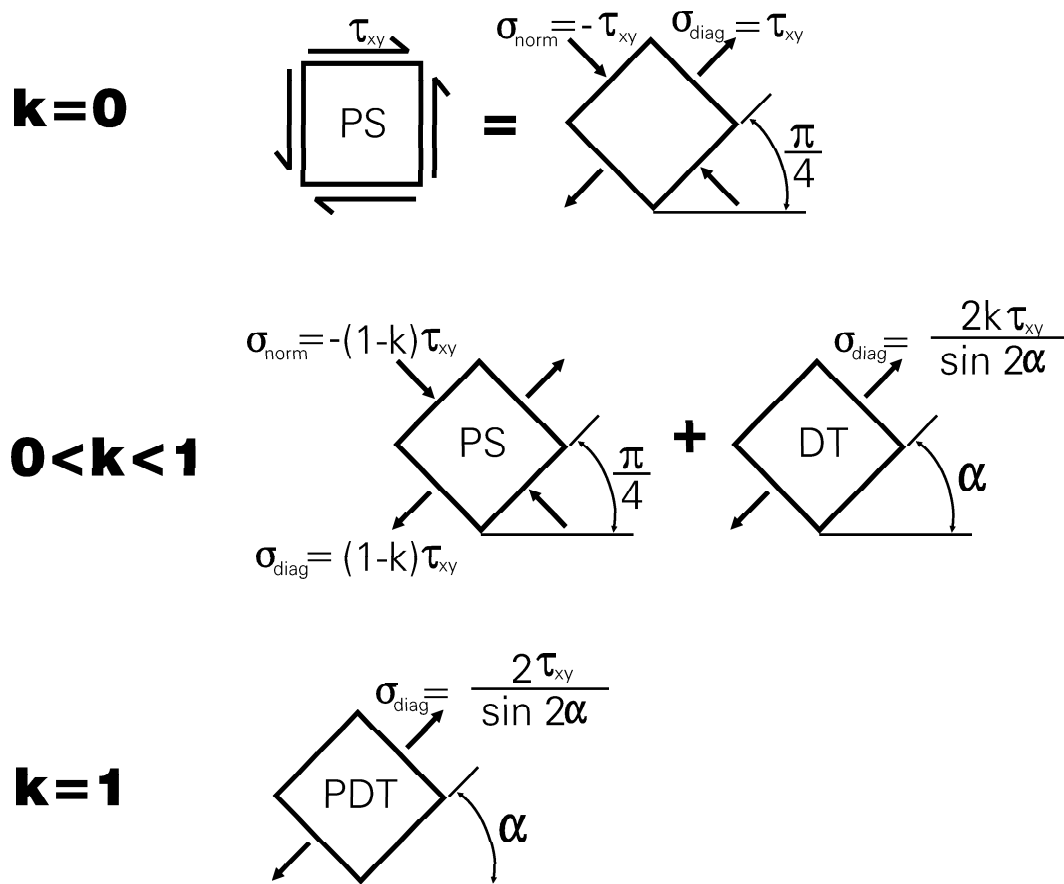 τxy
σnorm=-τxy
σdiag=τxy
k=0
PS
=
π
4
σnorm=-(1-k)τxy
σdiag=
2kτxy
sin 2α
0<k<1
PS
π
4
+
DT
α
σdiag=(1-k)τxy
σdiag=
2τxy
sin 2α
k=1
PDT
α